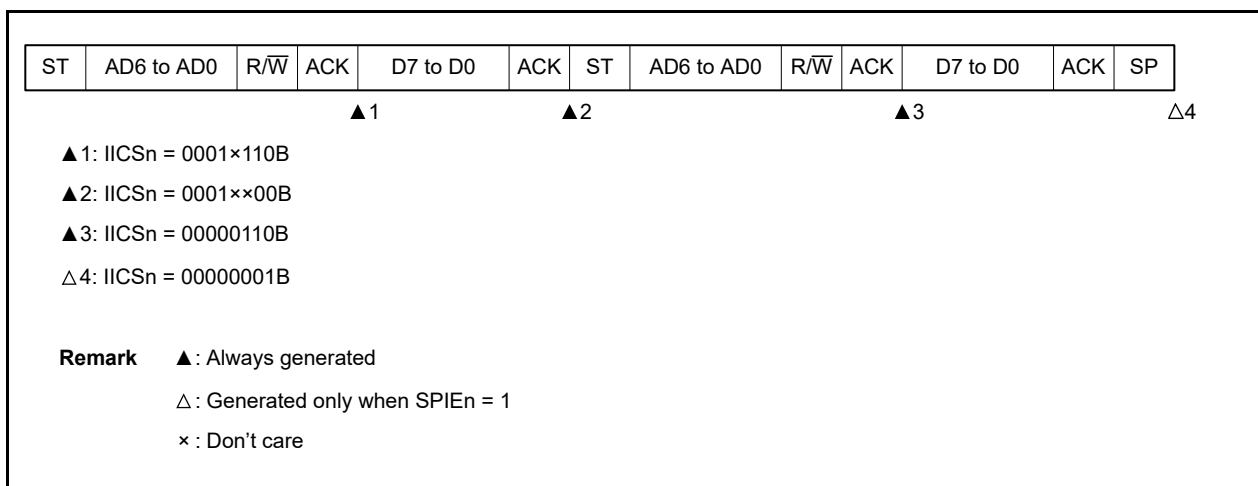 ST AD6 to AD0 R/W̅ ACK D7 to D0 ACK ST AD6 to AD0 R/W̅ ACK D7 to D0 ACK SP
▲1 ▲2 ▲3 △4
▲1: IICSn = 0001×110B
▲2: IICSn = 0001××00B
▲3: IICSn = 00000110B
△4: IICSn = 00000001B
Remark ▲: Always generated
△: Generated only when SPIEn = 1
×: Don't care